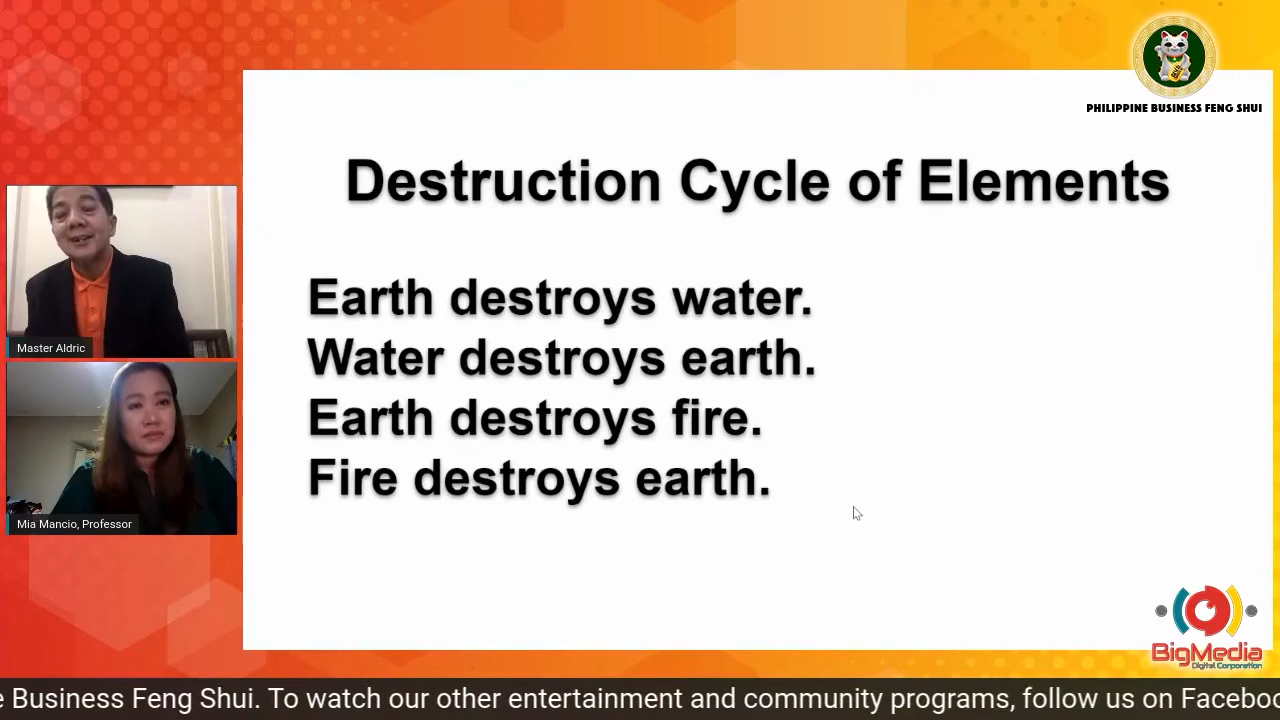 PHILIPPINE BUSINESS FENG SHUI
Destruction Cycle of Elements
Earth destroys water.
Water destroys earth.
Earth destroys fire.
Fire destroys earth.
Master Aldric
Mia Mancio, Professor
BigMedia
Digital Corporation
e Business Feng Shui. To watch our other entertainment and community programs, follow us on Faceboo